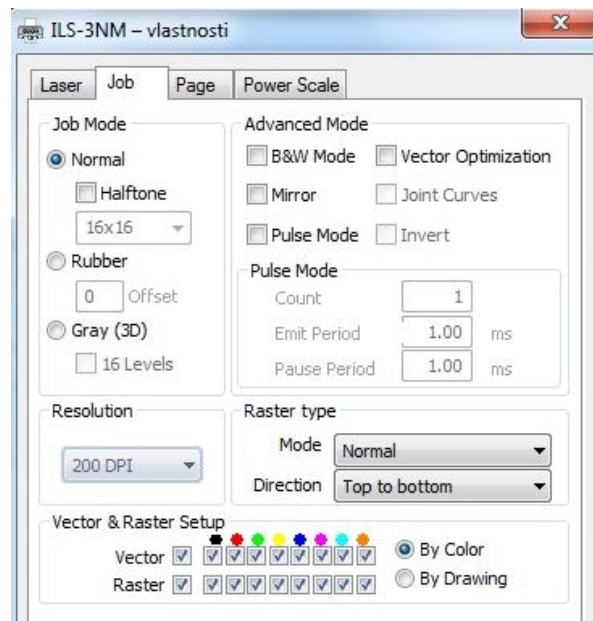 ILS-3NM – vlastnosti
Laser Job Page Power Scale
Job Mode
Normal
Halftone
16x16
Rubber
0 Offset
Gray (3D)
16 Levels
Advanced Mode
B&W Mode Vector Optimization
Mirror Joint Curves
Pulse Mode Invert
Pulse Mode
Count 1
Emit Period 1.00 ms
Pause Period 1.00 ms
Resolution
200 DPI
Raster type
Mode Normal
Direction Top to bottom
Vector & Raster Setup
Vector
Raster
By Color
By Drawing